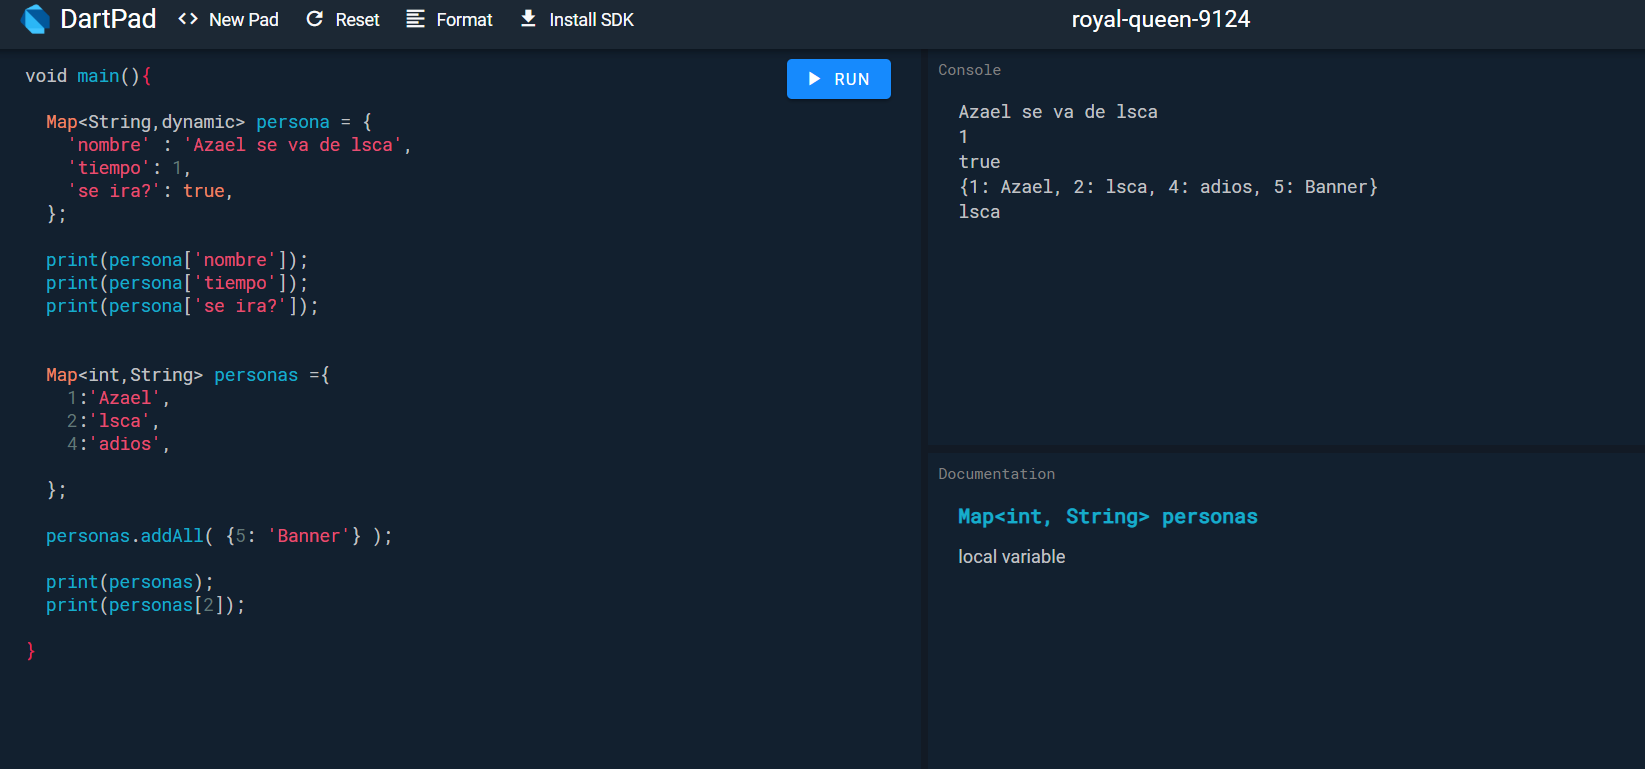 DartPad <> New Pad Reset Format Install SDK royal-queen-9124
void main(){
Map<String,dynamic> persona = {
'nombre' : 'Azael se va de lsca',
'tiempo': 1,
'se ira?': true,
};
print(persona['nombre']);
print(persona['tiempo']);
print(persona['se ira?']);
Map<int,String> personas ={
1:'Azael',
2:'lsca',
4:'adios',
};
personas.addAll( {5: 'Banner'} );
print(personas);
print(personas[2]);
}
RUN
Console
Azael se va de lsca
1
true
{1: Azael, 2: lsca, 4: adios, 5: Banner}
lsca
Documentation
Map<int, String> personas
local variable